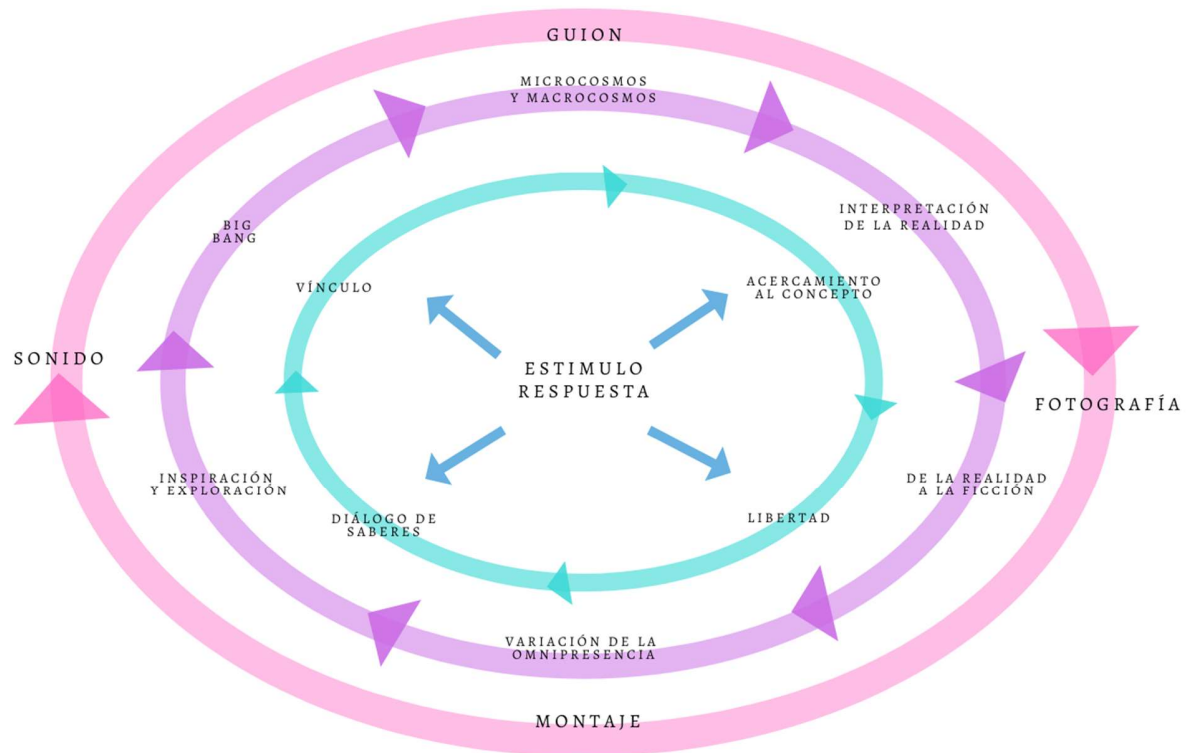 GUION
MICROCOSMOS
Y MACROCOSMOS
BIG
BANG
INTERPRETACIÓN
DE LA REALIDAD
VÍNCULO
ACERCAMIENTO
AL CONCEPTO
SONIDO
ESTIMULO
RESPUESTA
FOTOGRAFÍA
INSPIRACIÓN
Y EXPLORACIÓN
DE LA REALIDAD
A LA FICCIÓN
DIÁLOGO DE
SABERES
LIBERTAD
VARIACIÓN DE LA
OMNIPRESENCIA
MONTAJE